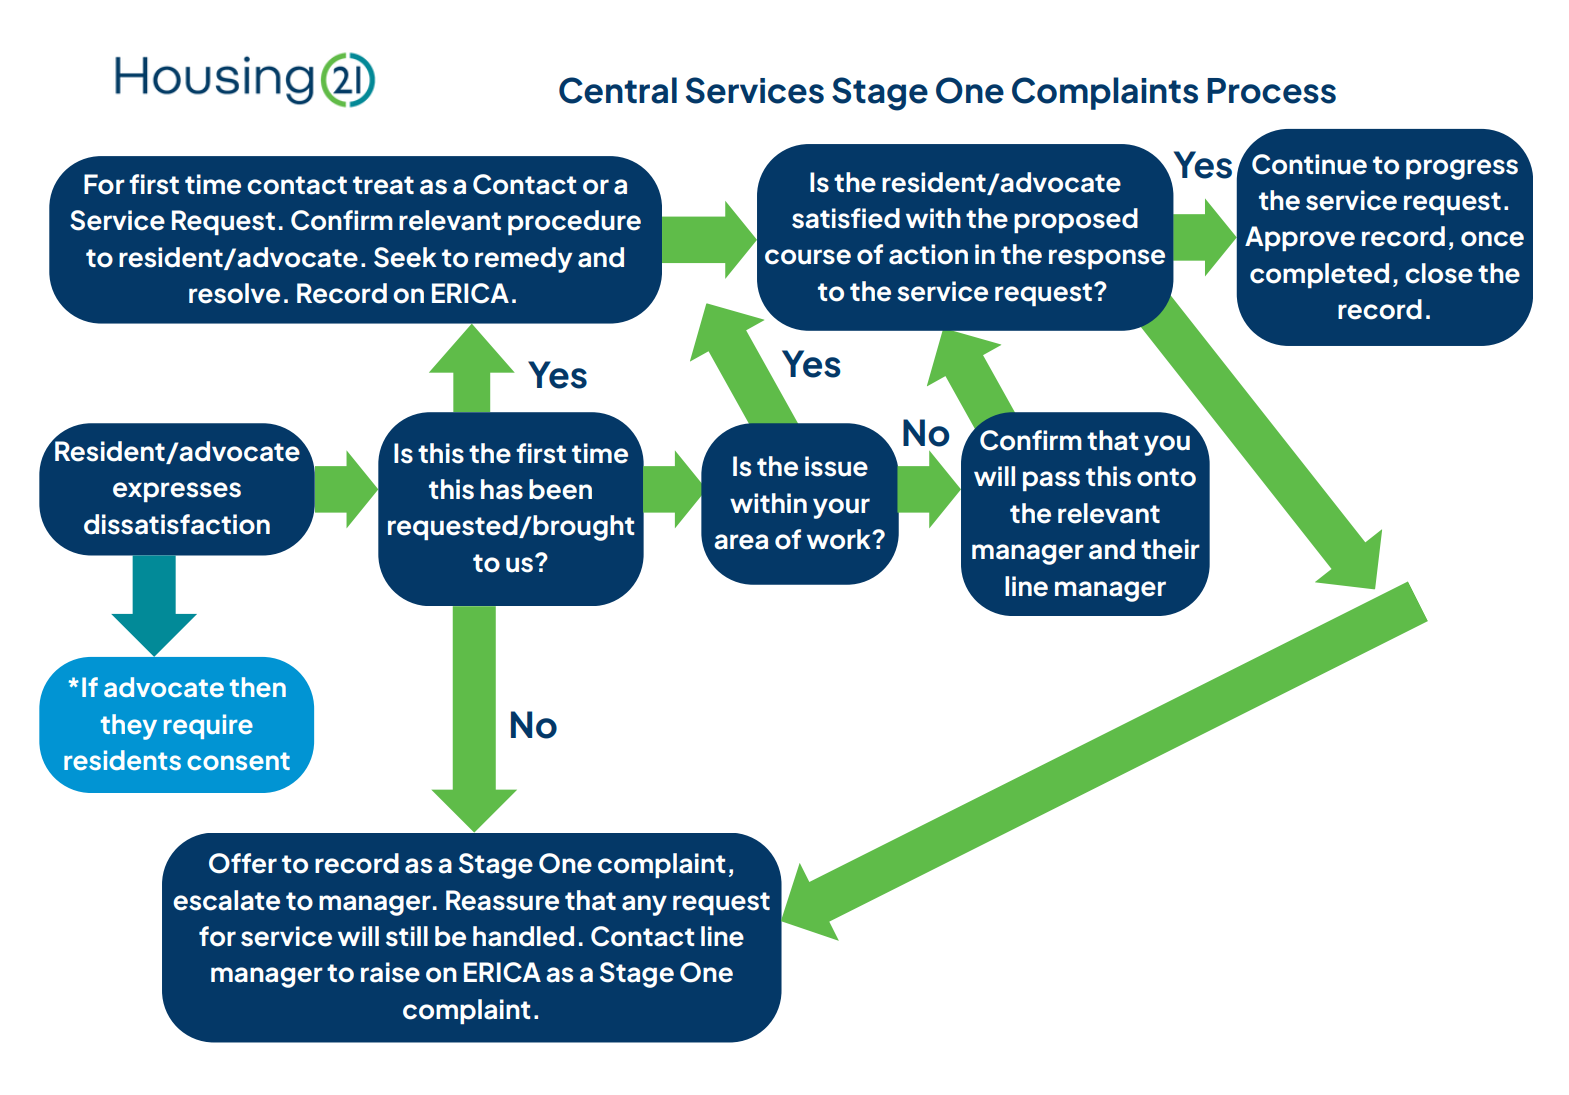 Housing 21
Central Services Stage One Complaints Process
For first time contact treat as a Contact or a
Service Request. Confirm relevant procedure
to resident/advocate. Seek to remedy and
resolve. Record on ERICA.
Is the resident/advocate
satisfied with the proposed
course of action in the response
to the service request?
Yes
Continue to progress
the service request.
Approve record, once
completed, close the
record.
Yes
Yes
Resident/advocate
expresses
dissatisfaction
Is this the first time
this has been
requested/brought
to us?
Is the issue
within your
area of work?
No
Confirm that you
will pass this onto
the relevant
manager and their
line manager
*If advocate then
they require
residents consent
No
Offer to record as a Stage One complaint,
escalate to manager. Reassure that any request
for service will still be handled. Contact line
manager to raise on ERICA as a Stage One
complaint.